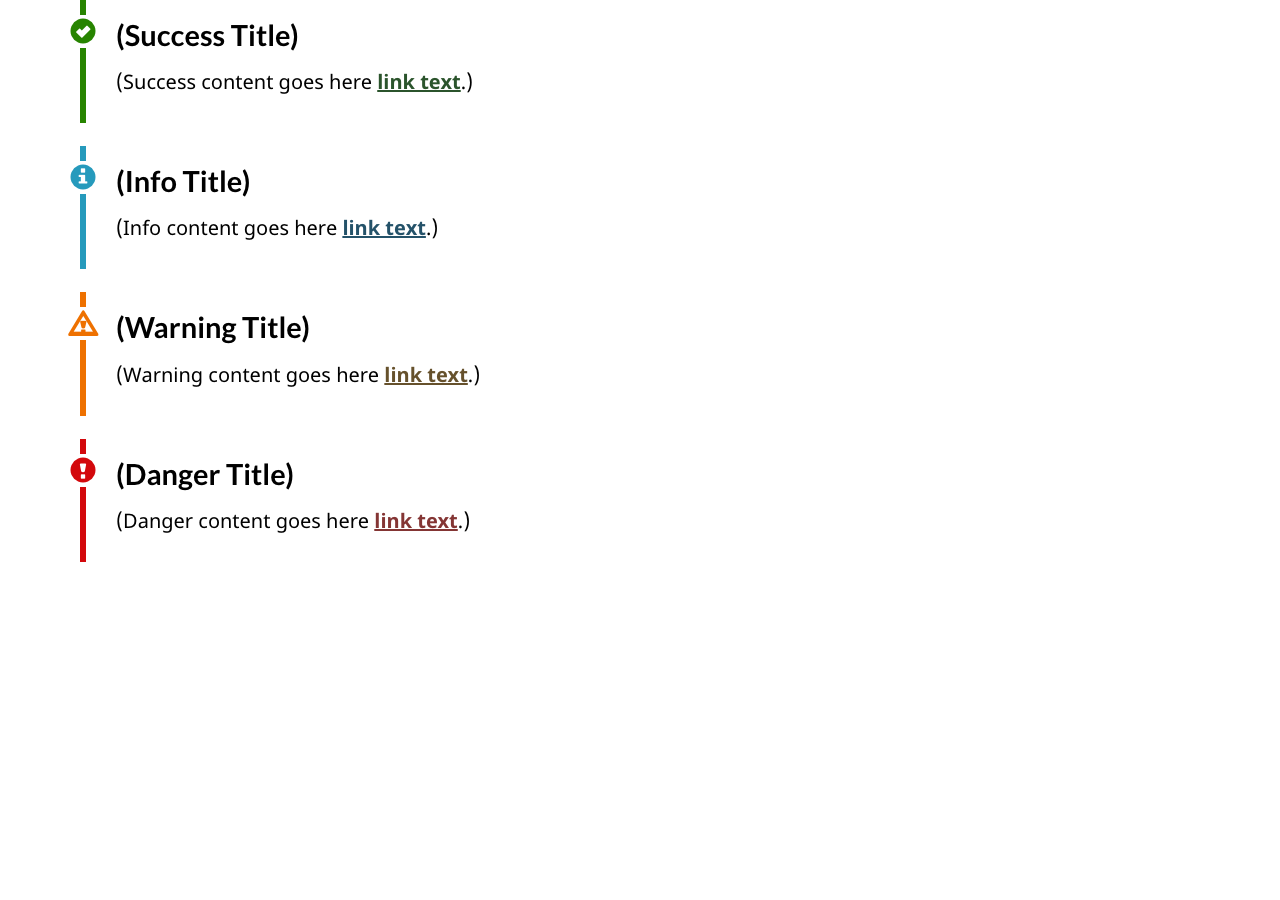 (Success Title)
(Success content goes here link text.)
(Info Title)
(Info content goes here link text.)
(Warning Title)
(Warning content goes here link text.)
(Danger Title)
(Danger content goes here link text.)